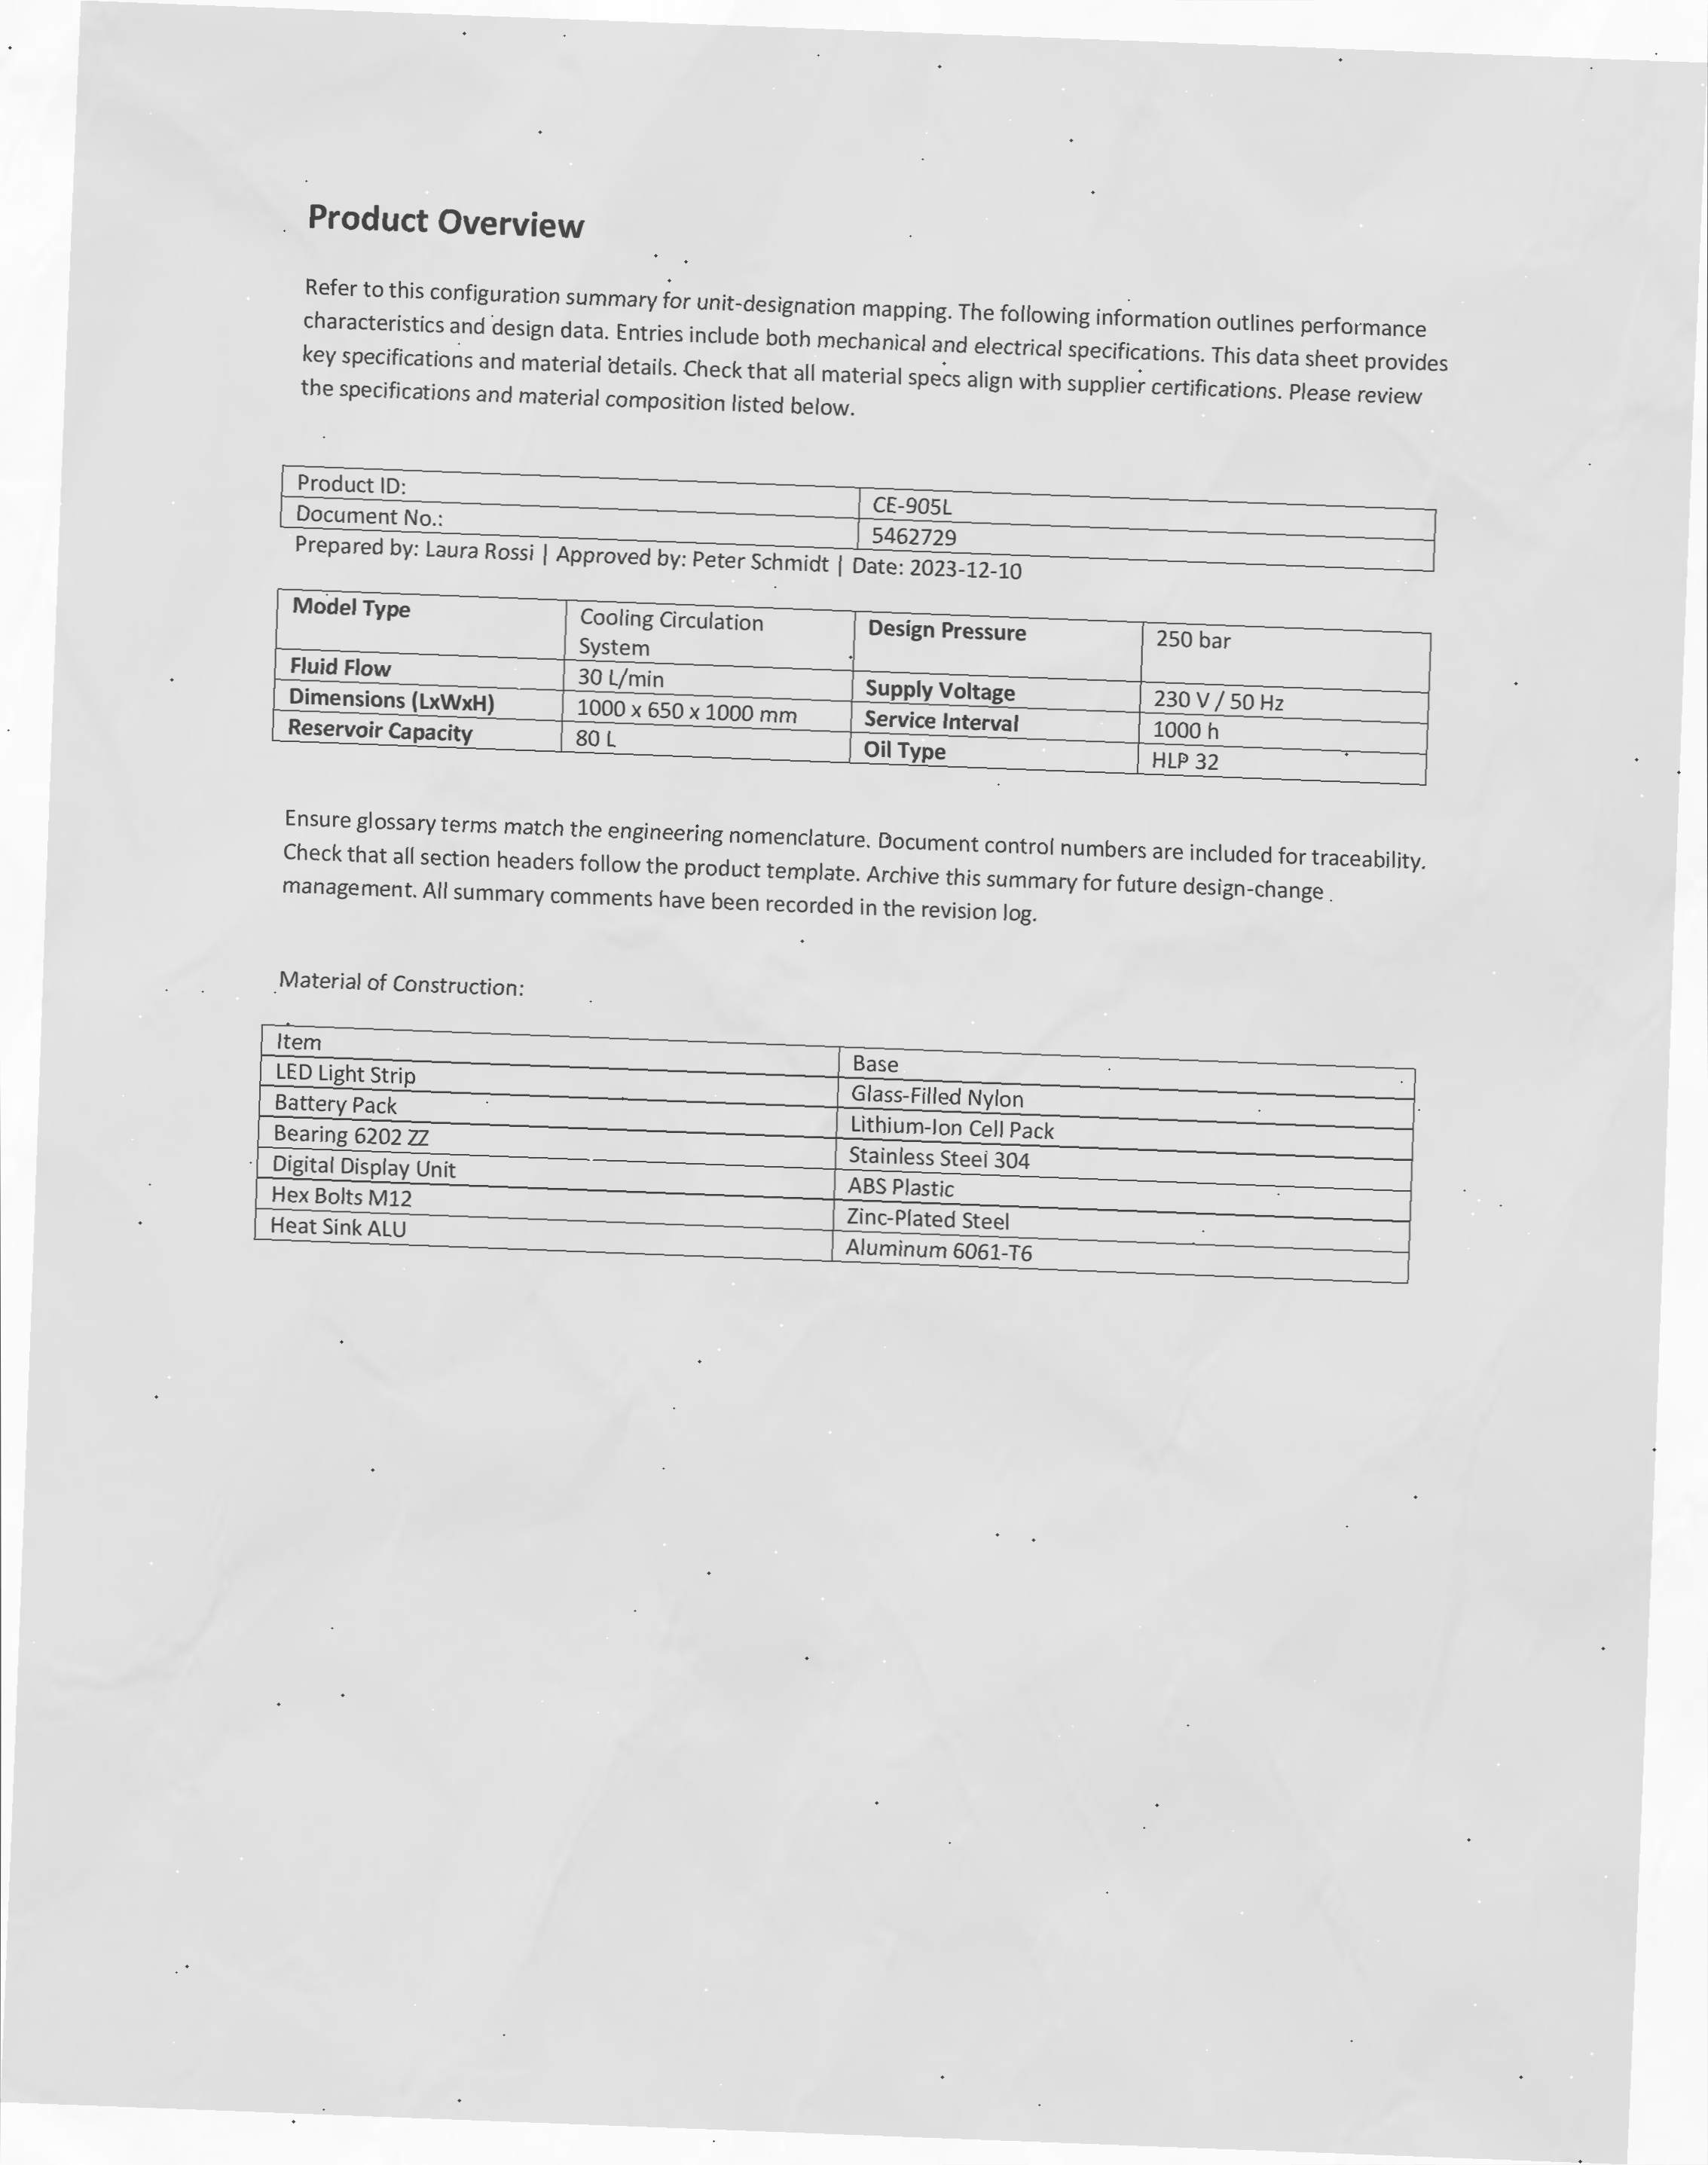 Product Overview
Refer to this configuration summary for unit-designation mapping. The following information outlines performance
characteristics and design data. Entries include both mechanical and electrical specifications. This data sheet provides
key specifications and material details. Check that all material specs align with supplier certifications. Please review
the specifications and material composition listed below.
Product ID: CE-905L
Document No.: 5462729
Prepared by: Laura Rossi | Approved by: Peter Schmidt | Date: 2023-12-10
Model Type Cooling Circulation System Design Pressure 250 bar
Fluid Flow 30 L/min Supply Voltage 230 V / 50 Hz
Dimensions (LxWxH) 1000 x 650 x 1000 mm Service Interval 1000 h
Reservoir Capacity 80 L Oil Type HLP 32
Ensure glossary terms match the engineering nomenclature. Document control numbers are included for traceability.
Check that all section headers follow the product template. Archive this summary for future design-change
management. All summary comments have been recorded in the revision log.
Material of Construction:
Item Base
LED Light Strip Glass-Filled Nylon
Battery Pack Lithium-Ion Cell Pack
Bearing 6202 ZZ Stainless Steel 304
Digital Display Unit ABS Plastic
Hex Bolts M12 Zinc-Plated Steel
Heat Sink ALU Aluminum 6061-T6